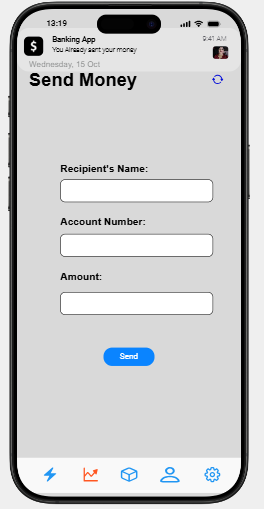 13:19
Banking App
9:41 AM
You Already sent your money
Wednesday, 15 Oct
Send Money
Recipient's Name:
Account Number:
Amount:
Send